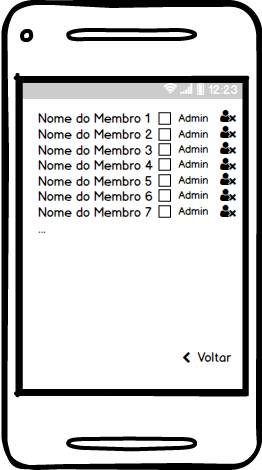 12:23
Nome do Membro 1 Admin
Nome do Membro 2 Admin
Nome do Membro 3 Admin
Nome do Membro 4 Admin
Nome do Membro 5 Admin
Nome do Membro 6 Admin
Nome do Membro 7 Admin
...
Voltar